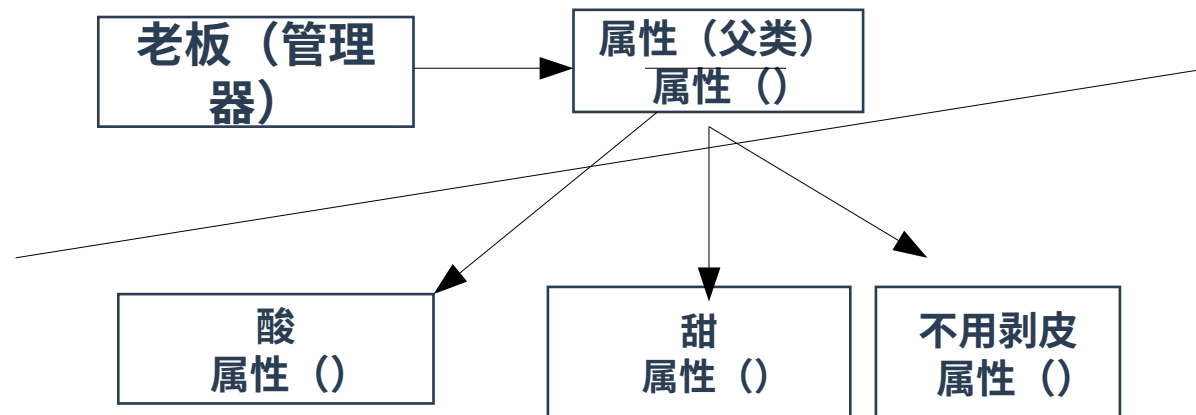 老板（管理
器）
属性（父类）
属性（）
酸
属性（）
甜
属性（）
不用剥皮
属性（）